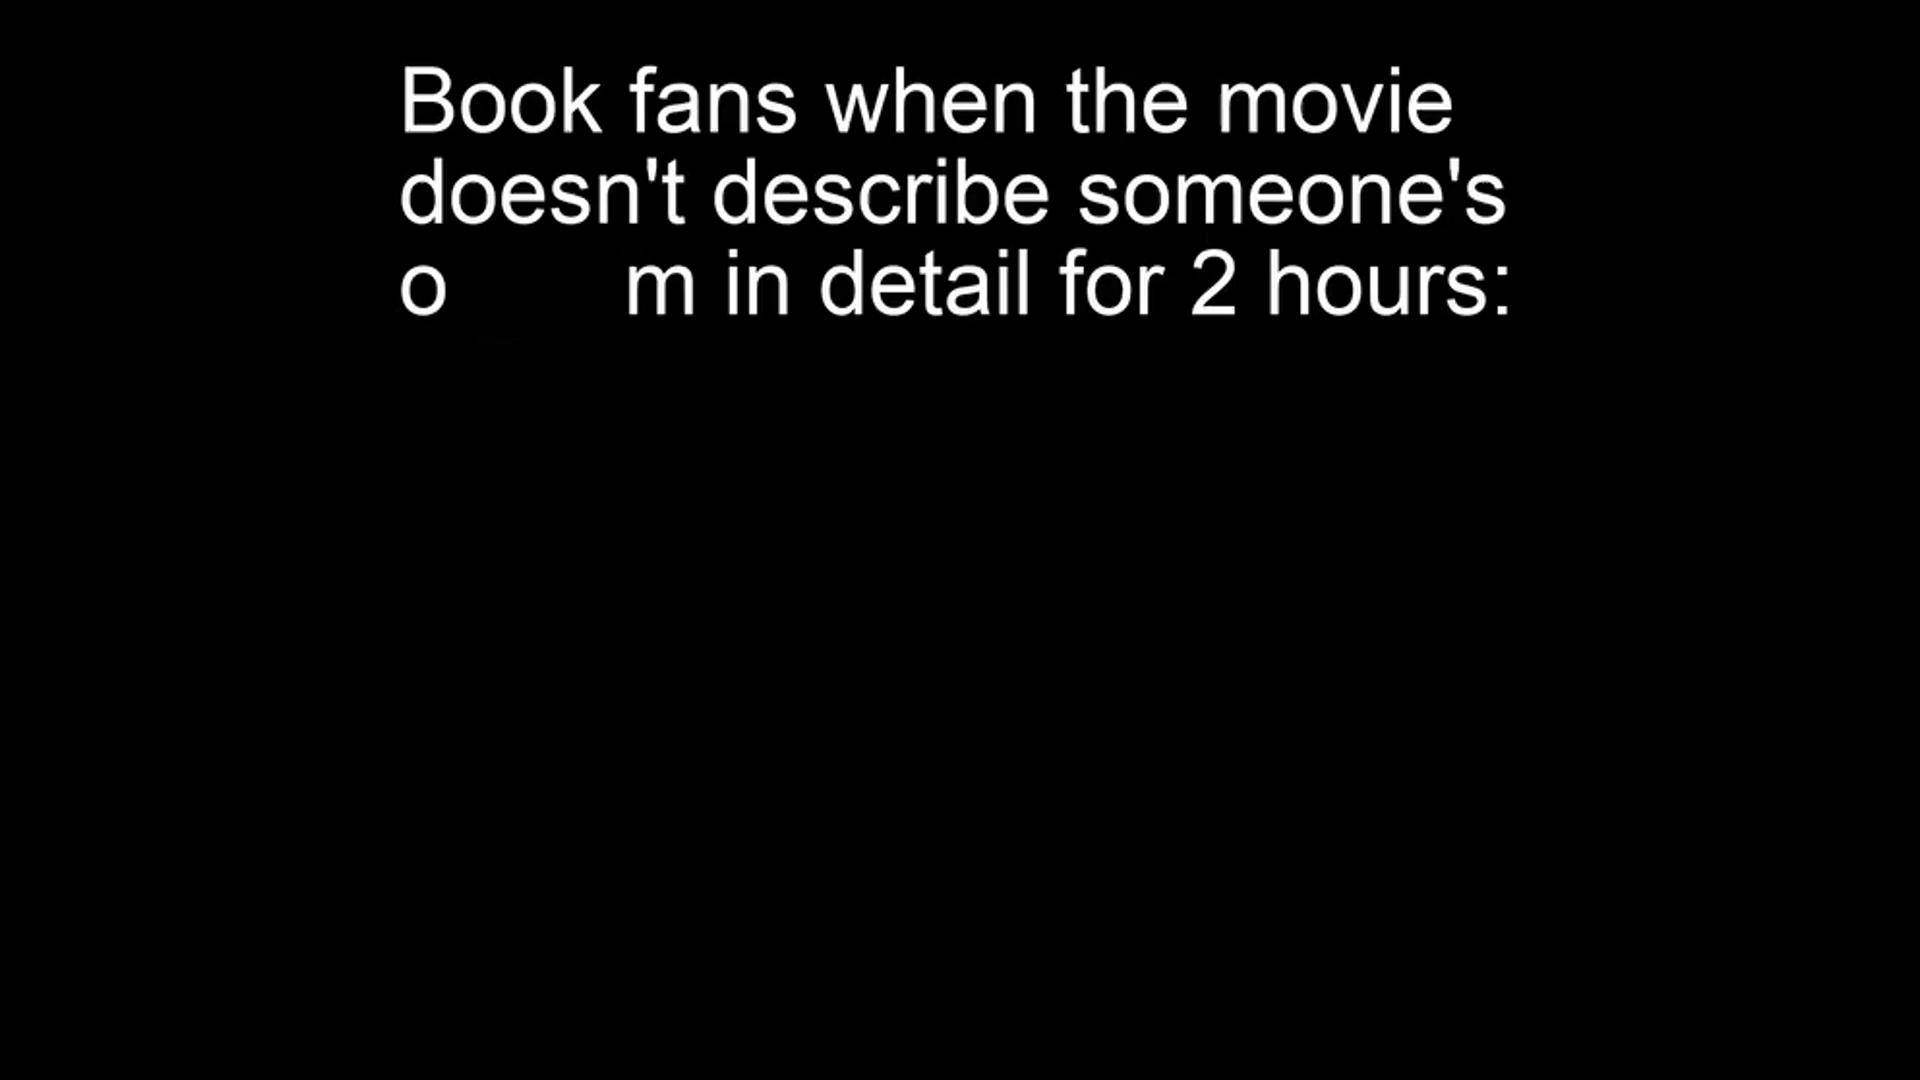 Book fans when the movie
doesn't describe someone's
o m in detail for 2 hours: